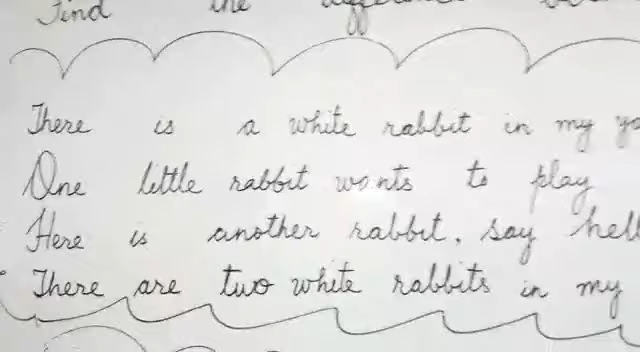 Find the difference
There is a white rabbit in my
One little rabbit wants to play
Here is another rabbit, say
There are two white rabbits in my